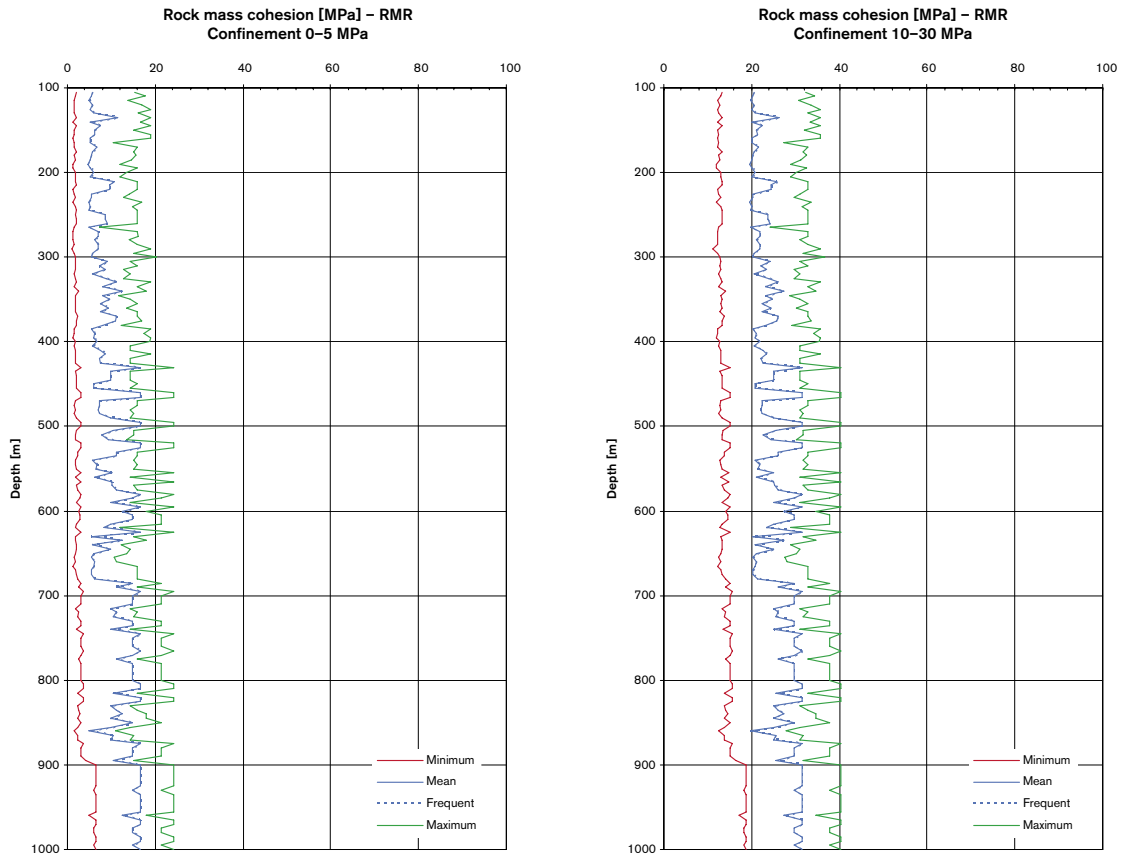 Rock mass cohesion [MPa] – RMR
Confinement 0–5 MPa
0 20 40 60 80 100
100
200
300
400
500
600
700
800
900
1000
Depth [m]
Minimum
Mean
Frequent
Maximum
Rock mass cohesion [MPa] – RMR
Confinement 10–30 MPa
0 20 40 60 80 100
100
200
300
400
500
600
700
800
900
1000
Depth [m]
Minimum
Mean
Frequent
Maximum